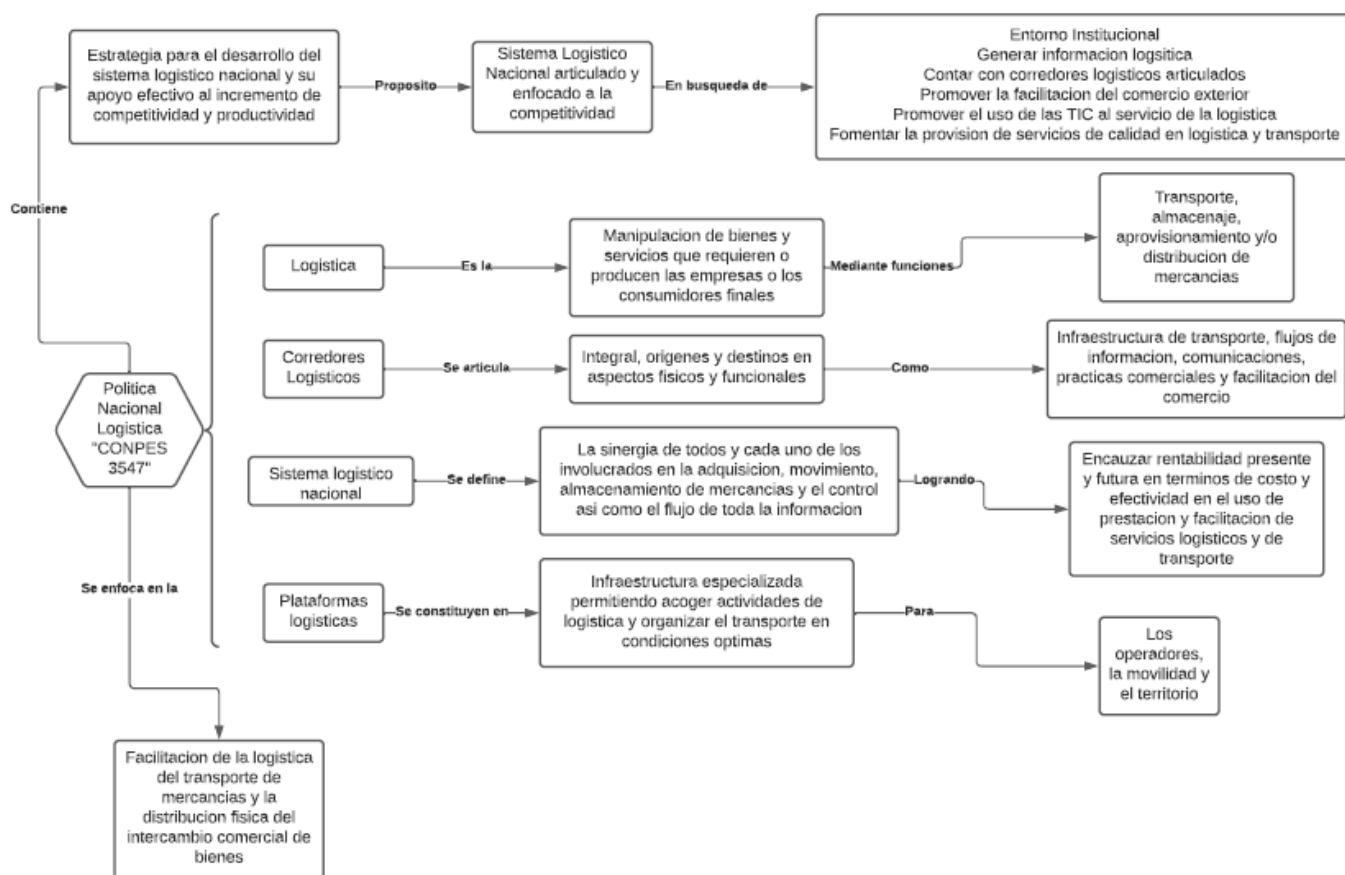 Estrategia para el desarrollo del
sistema logistico nacional y su
apoyo efectivo al incremento de
competitividad y productividad
Proposito
Sistema Logistico
Nacional articulado y
enfocado a la
competitividad
En busqueda de
Entorno Institucional
Generar informacion logsitica
Contar con corredores logisticos articulados
Promover la facilitacion del comercio exterior
Promover el uso de las TIC al servicio de la logistica
Fomentar la provision de servicios de calidad en logistica y transporte
Contiene
Politica
Nacional
Logistica
"CONPES
3547"
Logistica
Es la
Manipulacion de bienes y
servicios que requieren o
producen las empresas o los
consumidores finales
Mediante funciones
Transporte,
almacenaje,
aprovisionamiento y/o
distribucion de
mercancias
Corredores
Logisticos
Se articula
Integral, origenes y destinos en
aspectos fisicos y funcionales
Como
Infraestructura de transporte, flujos de
informacion, comunicaciones,
practicas comerciales y facilitacion del
comercio
Sistema logistico
nacional
Se define
La sinergia de todos y cada uno de los
involucrados en la adquisicion, movimiento,
almacenamiento de mercancias y el control
asi como el flujo de toda la informacion
Logrando
Encauzar rentabilidad presente
y futura en terminos de costo y
efectividad en el uso de
prestacion y facilitacion de
servicios logisticos y de
transporte
Plataformas
logisticas
Se constituyen en
Infraestructura especializada
permitiendo acoger actividades de
logistica y organizar el transporte en
condiciones optimas
Para
Los
operadores,
la movilidad y
el territorio
Se enfoca en la
Facilitacion de la logistica
del transporte de
mercancias y la
distribucion fisica del
intercambio comercial de
bienes